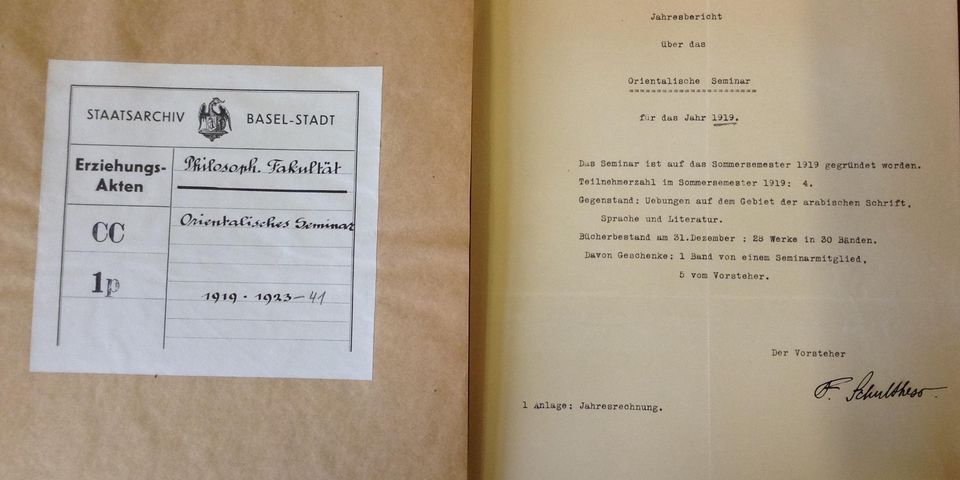 STAATSARCHIV BASEL-STADT
Erziehungs-
Akten
Philosoph. Fakultät
CC
Orientalisches Seminar
1p
1919 · 1923-41
Jahresbericht
über das
Orientalische Seminar
für das Jahr 1919.
Das Seminar ist auf das Sommersemester 1919 gegründet worden.
Teilnehmerzahl im Sommersemester 1919: 4.
Gegenstand: Uebungen auf dem Gebiet der arabischen Schrift,
Sprache und Literatur.
Bücherbestand am 31.Dezember : 28 Werke in 30 Bänden.
Davon Geschenke: 1 Band von einem Seminarmitglied,
5 vom Vorsteher.
Der Vorsteher
F. Schulthess.
1 Anlage: Jahresrechnung.